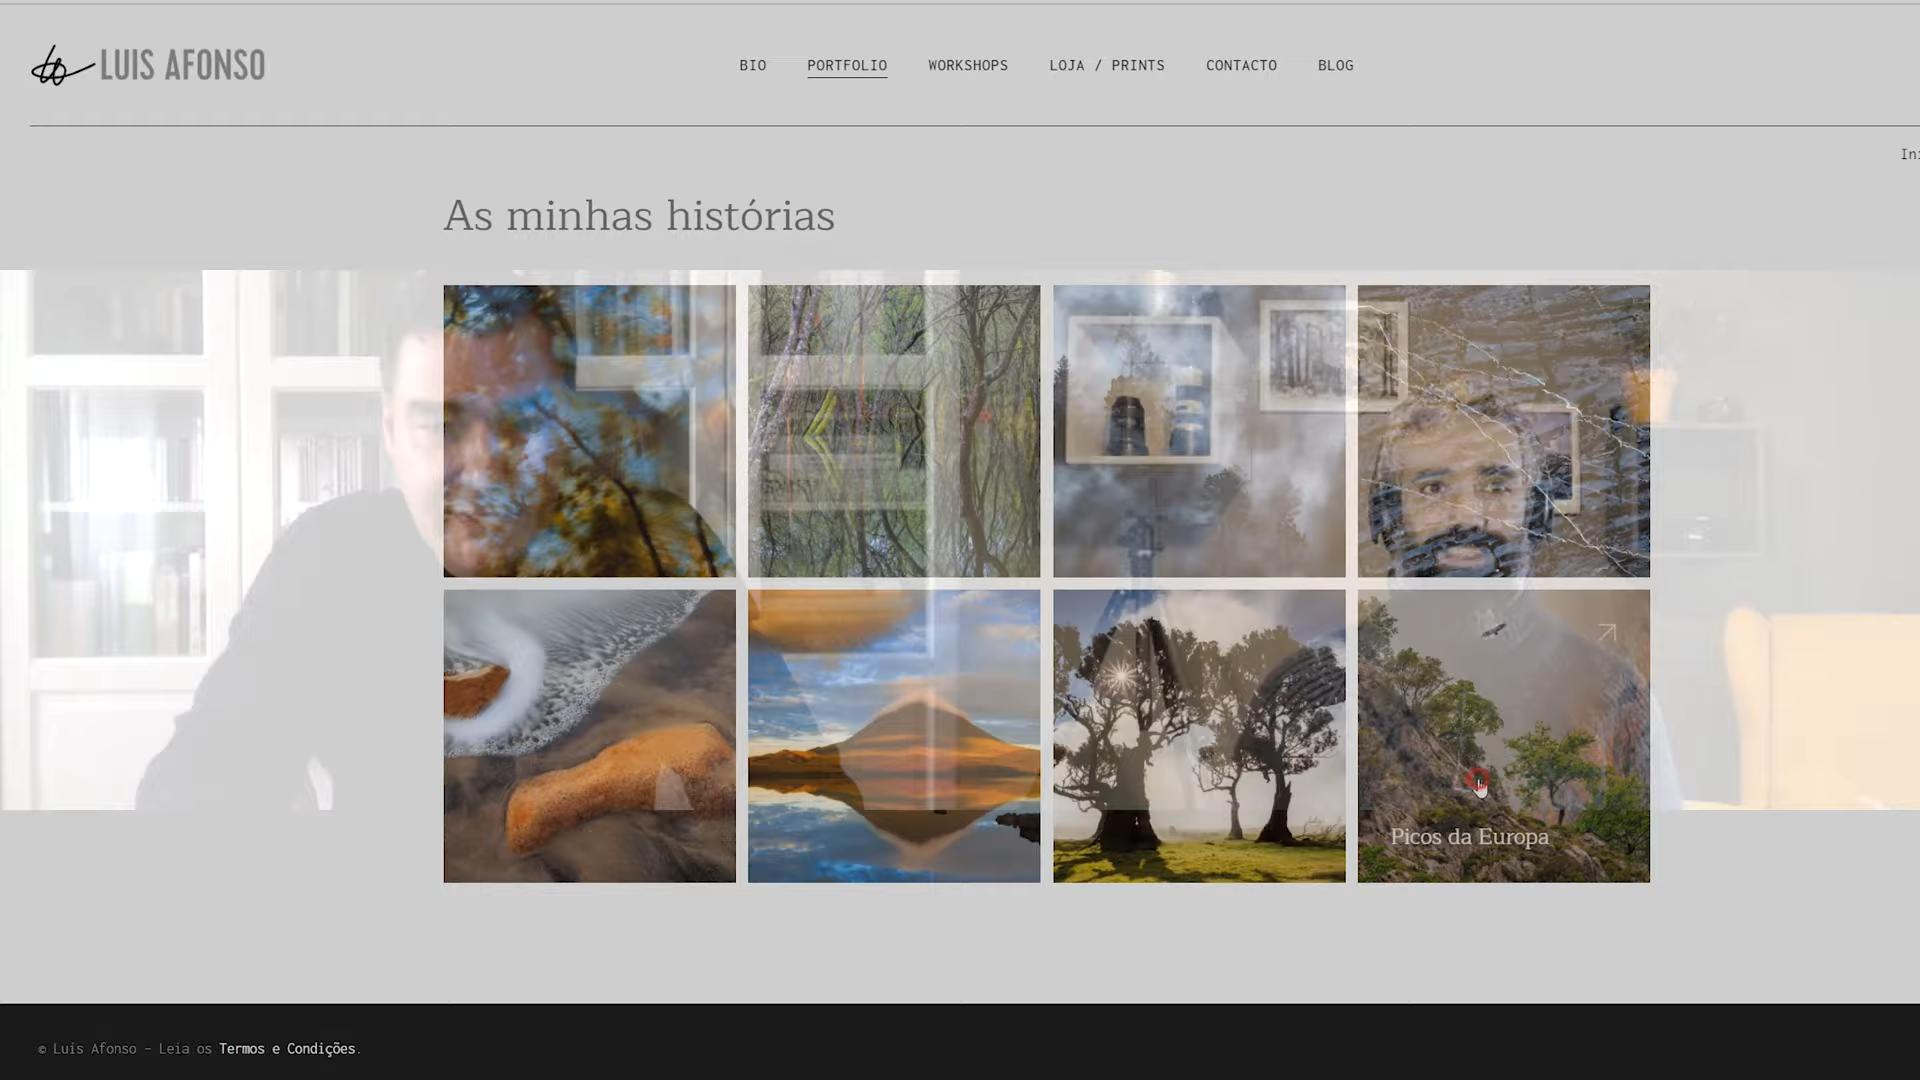 LUIS AFONSO
BIO
PORTFOLIO
WORKSHOPS
LOJA / PRINTS
CONTACTO
BLOG
As minhas histórias
Picos da Europa
© Luis Afonso – Leia os Termos e Condições.